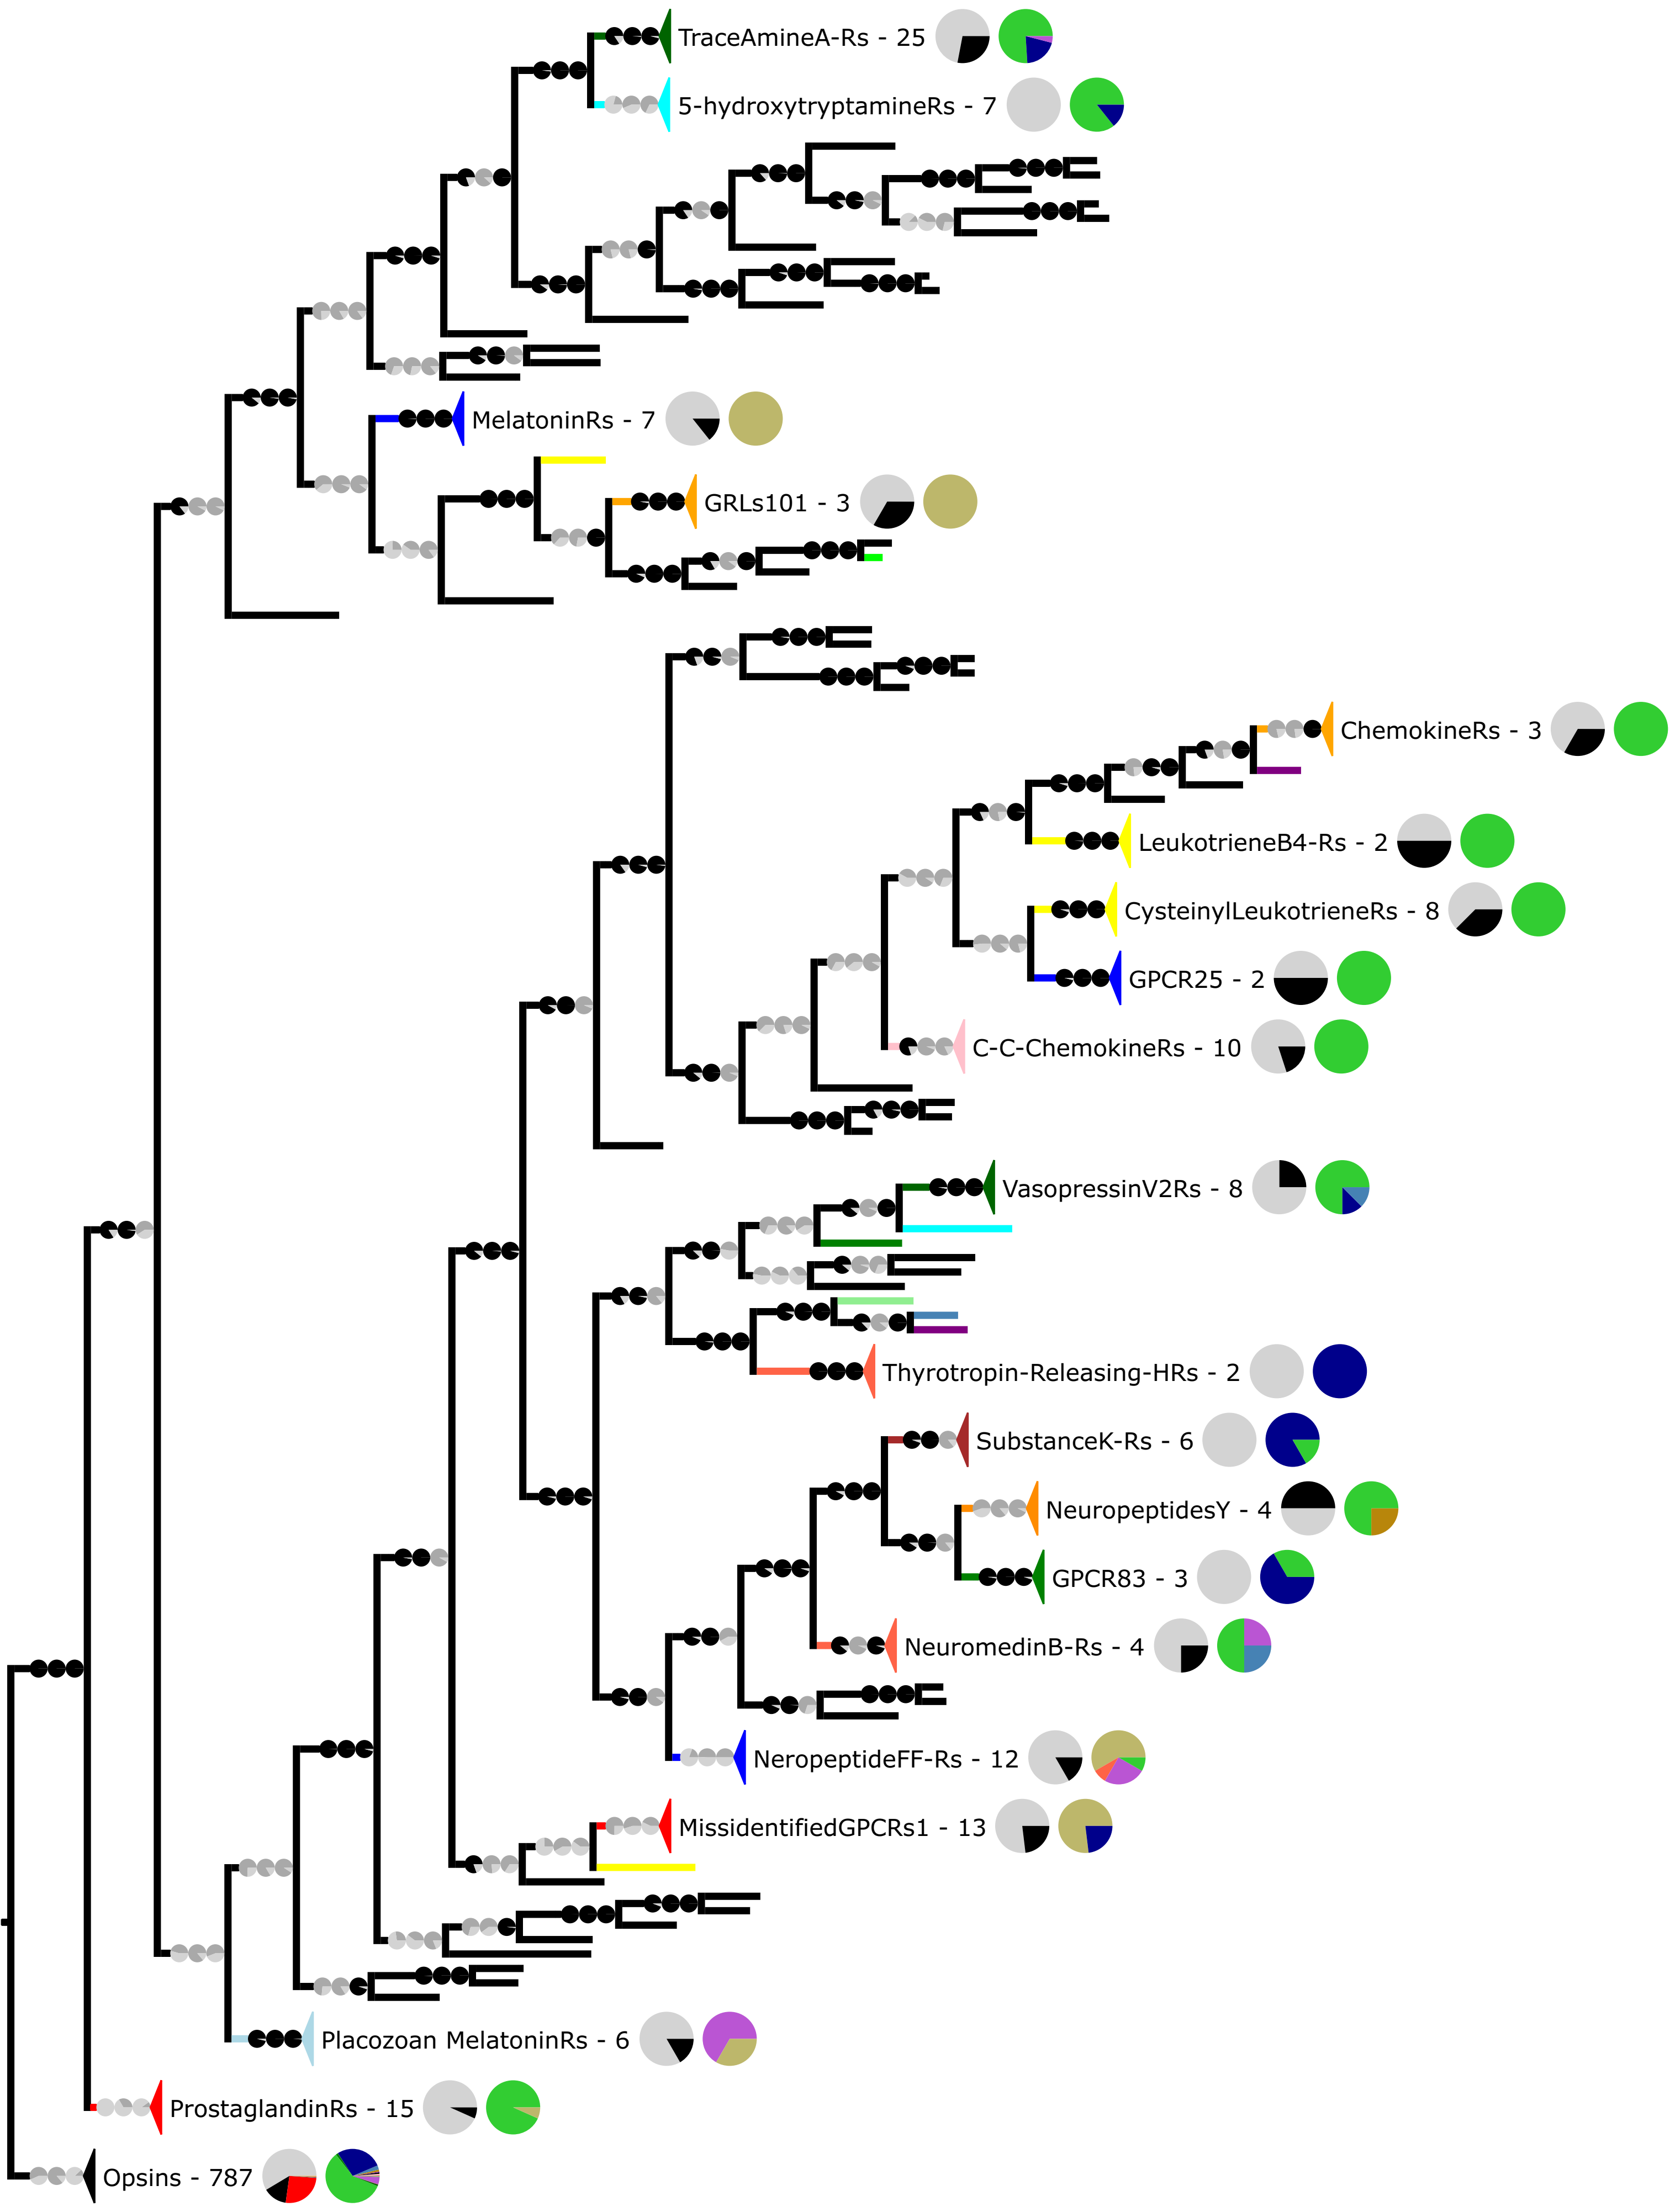 TraceAmineA-Rs - 25
5-hydroxytryptamineRs - 7
MelatoninRs - 7
GRLs101 - 3
ChemokineRs - 3
LeukotrieneB4-Rs - 2
CysteinylLeukotrieneRs - 8
GPCR25 - 2
C-C-ChemokineRs - 10
VasopressinV2Rs - 8
Thyrotropin-Releasing-HRs - 2
SubstanceK-Rs - 6
NeuropeptidesY - 4
GPCR83 - 3
NeuromedinB-Rs - 4
NeropeptideFF-Rs - 12
MissidentifiedGPCRs1 - 13
Placozoan MelatoninRs - 6
ProstaglandinRs - 15
Opsins - 787